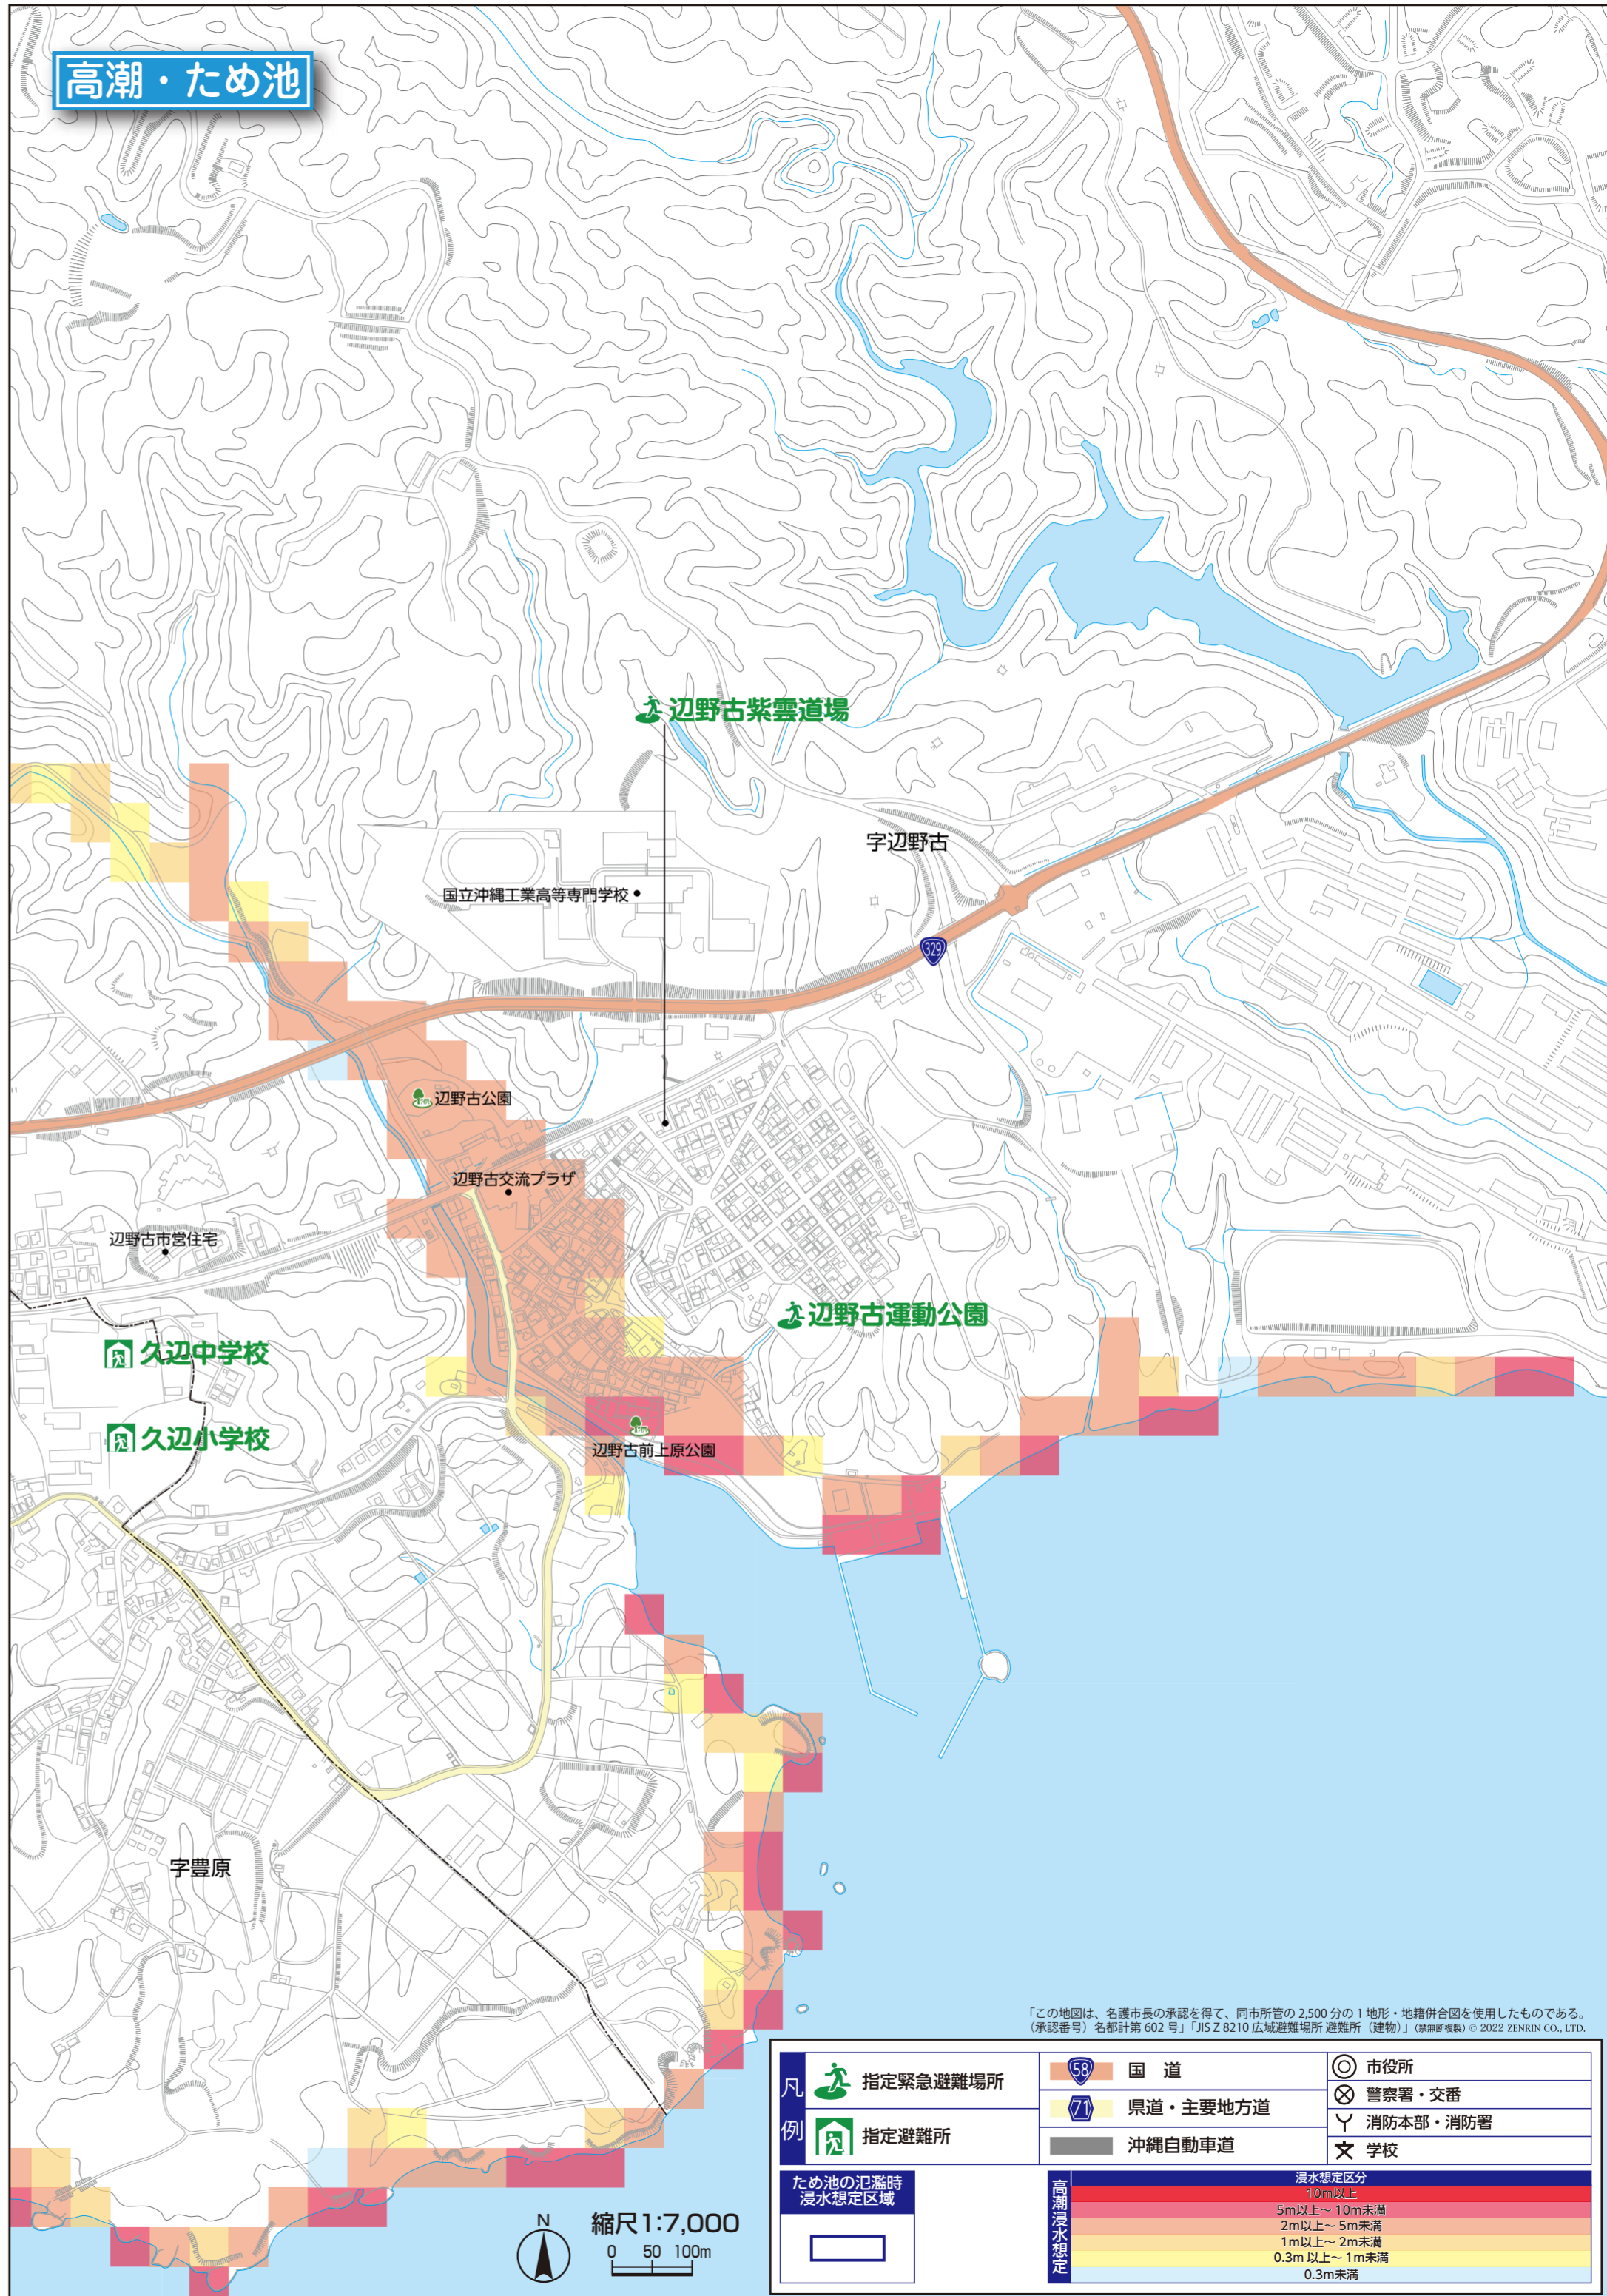 高潮・ため池
辺野古紫雲道場
字辺野古
国立沖縄工業高等専門学校
329
辺野古公園
辺野古交流プラザ
辺野古市営住宅
辺野古運動公園
久辺中学校
久辺小学校
辺野古前上原公園
字豊原
「この地図は、名護市長の承認を得て、同市所管の 2,500 分の 1 地形・地籍併合図を使用したものである。
(承認番号)名都計第 602 号」「JIS Z 8210 広域避難場所 避難所(建物)」(禁無断複製) © 2022 ZENRIN CO., LTD.
凡例
指定緊急避難場所
指定避難所
58 国 道
71 県道・主要地方道
沖縄自動車道
市役所
警察署・交番
消防本部・消防署
学校
ため池の氾濫時
浸水想定区域
高潮浸水想定
浸水想定区分
10m以上
5m以上~ 10m未満
2m以上~ 5m未満
1m以上~ 2m未満
0.3m 以上~ 1m未満
0.3m未満
N
縮尺1:7,000
0 50 100m